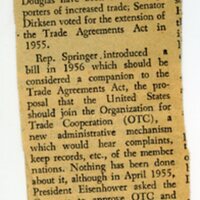 Douglas have
porters of increased trade; Senator
Dirksen voted for the extension of
the Trade Agreements Act in
1955.
Rep. Springer introduced a
bill in 1956 which should be
considered a companion to the
Trade Agreements Act, the pro-
posal that the United States
should join the Organization for
Trade Cooperation (OTC), a
new administrative mechanism
which would hear complaints,
keep records, etc., of the member
nations. Nothing has been done
about it, although in April 1955,
President Eisenhower asked the
approve OTC and